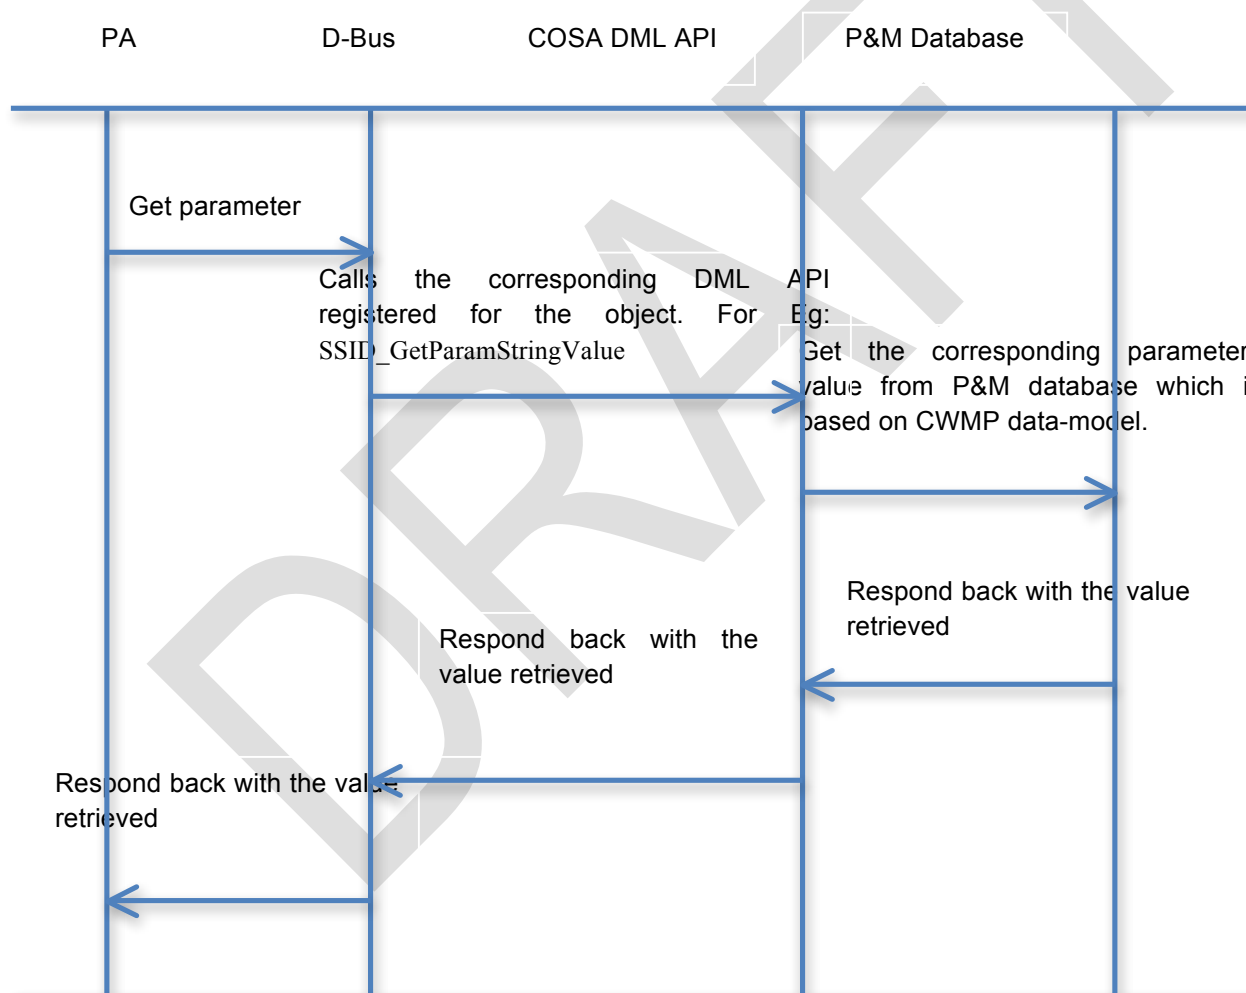 PA D-Bus COSA DML API P&M Database
Get parameter
Calls the corresponding DML API
registered for the object. For Eg:
SSID_GetParamStringValue
Get the corresponding parameter
value from P&M database which i
based on CWMP data-model.
Respond back with the value
retrieved
Respond back with the
value retrieved
Respond back with the value
retrieved
DRAFT